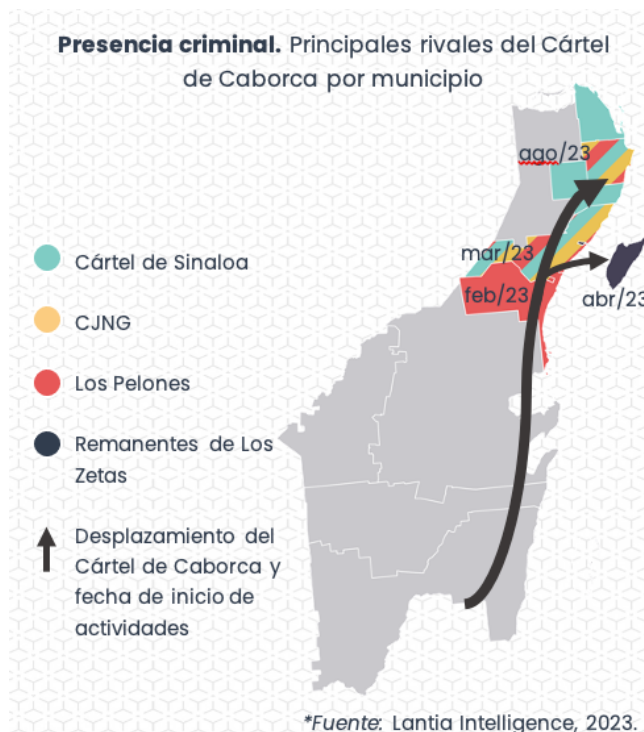 Presencia criminal. Principales rivales del Cártel
de Caborca por municipio
ago/23
mar/23
feb/23
abr/23
Cártel de Sinaloa
CJNG
Los Pelones
Remanentes de Los
Zetas
Desplazamiento del
Cártel de Caborca y
fecha de inicio de
actividades
*Fuente: Lantia Intelligence, 2023.